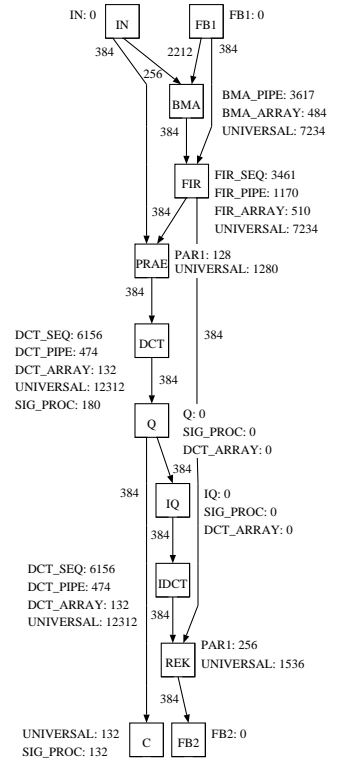 IN: 0
IN
FB1
FB1: 0
384
256
2212
384
BMA
BMA_PIPE: 3617
BMA_ARRAY: 484
UNIVERSAL: 7234
384
FIR
FIR_SEQ: 3461
FIR_PIPE: 1170
FIR_ARRAY: 510
UNIVERSAL: 7234
384
PRAE
PAR1: 128
UNIVERSAL: 1280
384
384
DCT_SEQ: 6156
DCT_PIPE: 474
DCT_ARRAY: 132
UNIVERSAL: 12312
SIG_PROC: 180
DCT
384
Q
Q: 0
SIG_PROC: 0
DCT_ARRAY: 0
384
384
IQ
IQ: 0
SIG_PROC: 0
DCT_ARRAY: 0
384
DCT_SEQ: 6156
DCT_PIPE: 474
DCT_ARRAY: 132
UNIVERSAL: 12312
IDCT
384
REK
PAR1: 256
UNIVERSAL: 1536
384
UNIVERSAL: 132
SIG_PROC: 132
C
FB2
FB2: 0